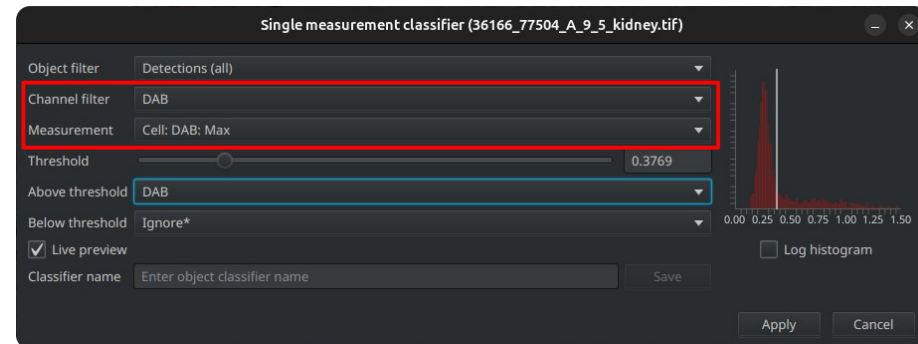 Single measurement classifier (36166_77504_A_9_5_kidney.tif)
Object filter Detections (all)
Channel filter DAB
Measurement Cell: DAB: Max
Threshold 0.3769
Above threshold DAB
Below threshold Ignore*
0.00 0.25 0.50 0.75 1.00 1.25 1.50
Live preview
Log histogram
Classifier name Enter object classifier name Save
Apply Cancel